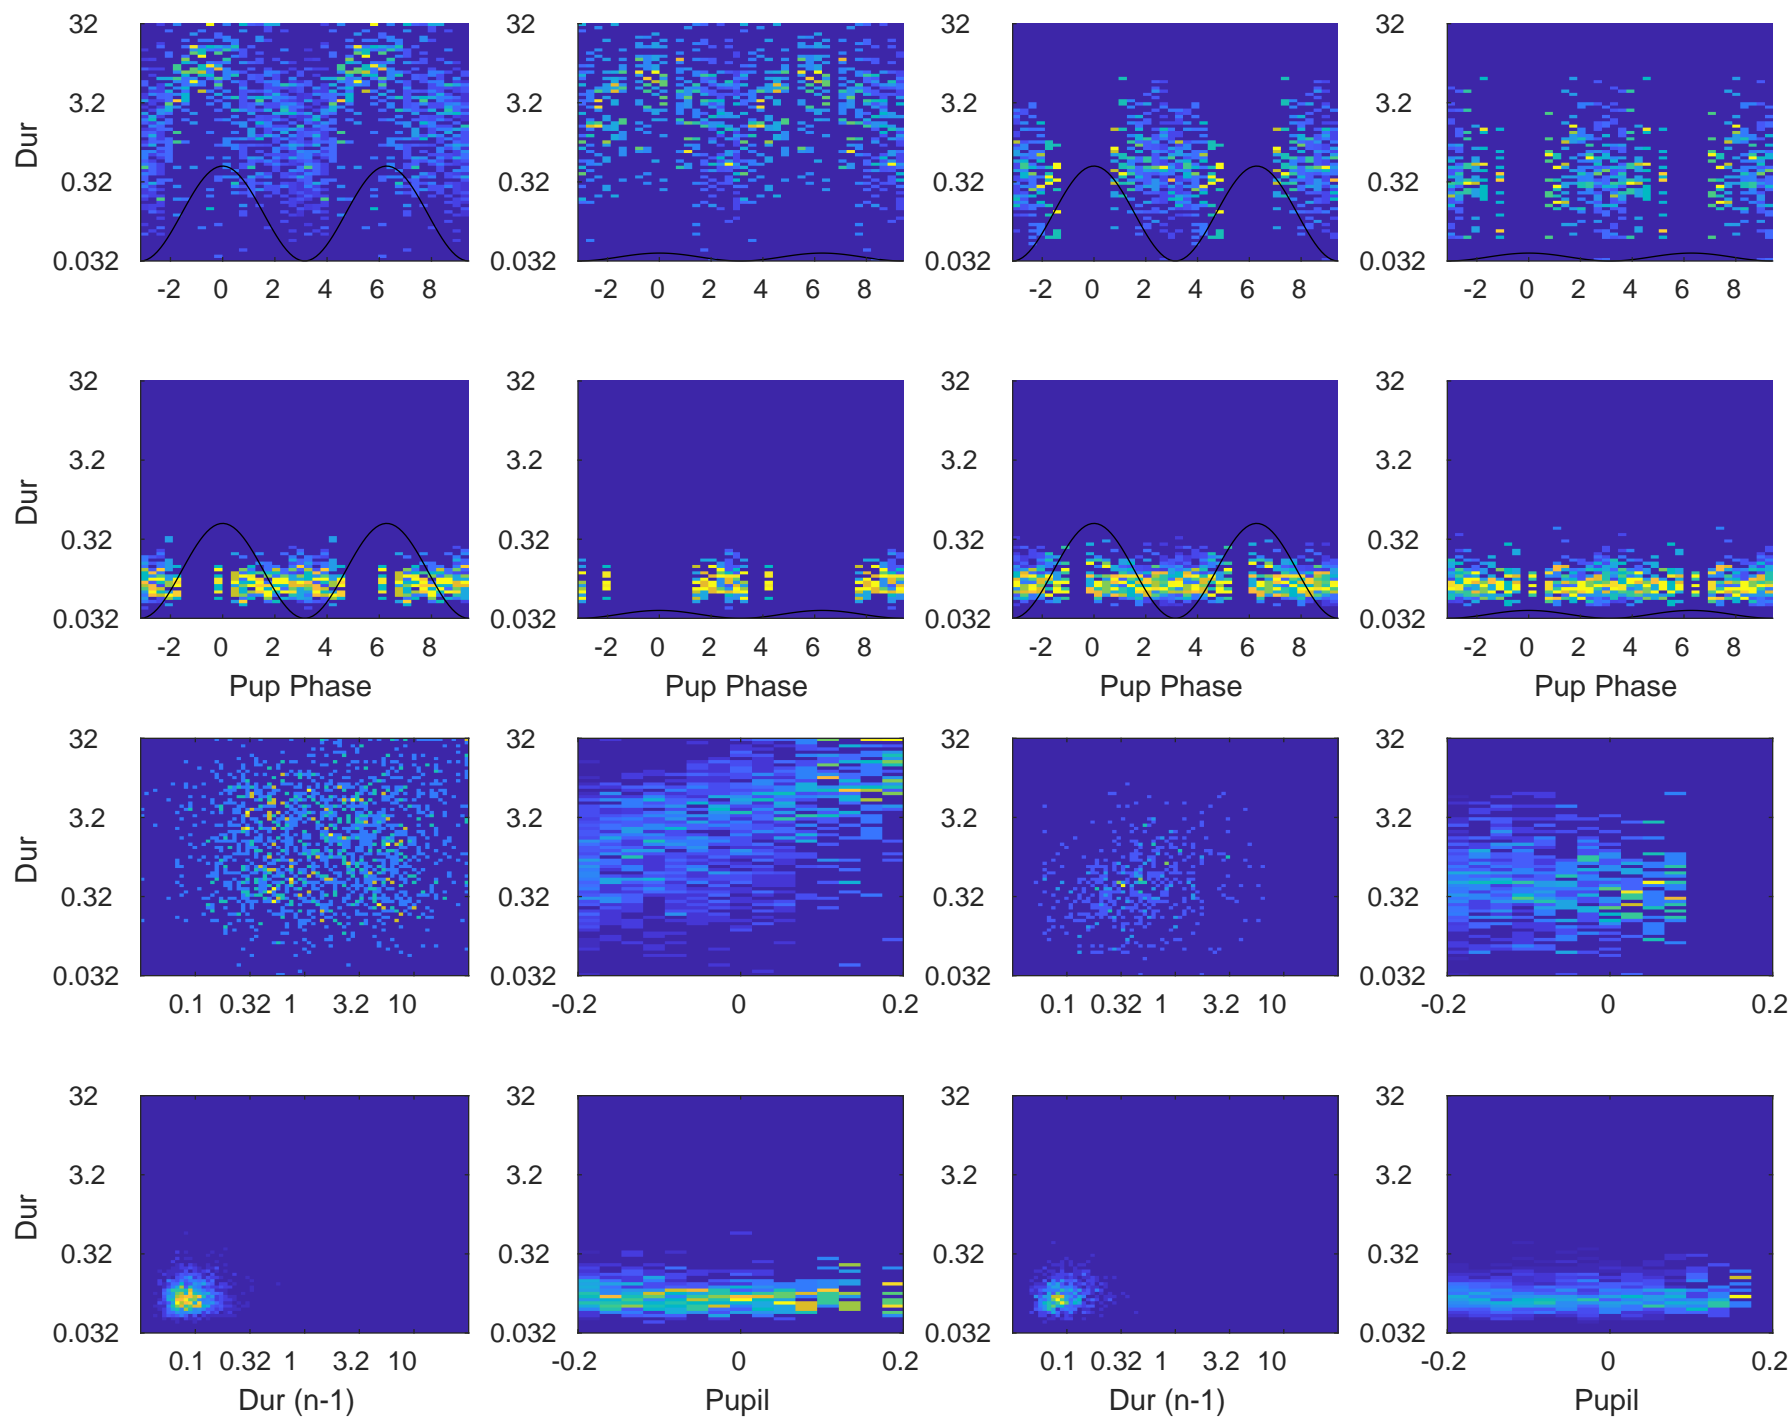 32 32 32 32
3.2 3.2 3.2 3.2
Dur
0.32 0.32 0.32 0.32
0.032 0.032 0.032 0.032
-2 0 2 4 6 8 -2 0 2 4 6 8 -2 0 2 4 6 8 -2 0 2 4 6 8
32 32 32 32
3.2 3.2 3.2 3.2
Dur
0.32 0.32 0.32 0.32
0.032 0.032 0.032 0.032
-2 0 2 4 6 8 -2 0 2 4 6 8 -2 0 2 4 6 8 -2 0 2 4 6 8
Pup Phase Pup Phase Pup Phase Pup Phase
32 32 32 32
3.2 3.2 3.2 3.2
Dur
0.32 0.32 0.32 0.32
0.032 0.032 0.032 0.032
0.1 0.32 1 3.2 10 -0.2 0 0.2 0.1 0.32 1 3.2 10 -0.2 0 0.2
32 32 32 32
3.2 3.2 3.2 3.2
Dur
0.32 0.32 0.32 0.32
0.032 0.032 0.032 0.032
0.1 0.32 1 3.2 10 -0.2 0 0.2 0.1 0.32 1 3.2 10 -0.2 0 0.2
Dur (n-1) Pupil Dur (n-1) Pupil